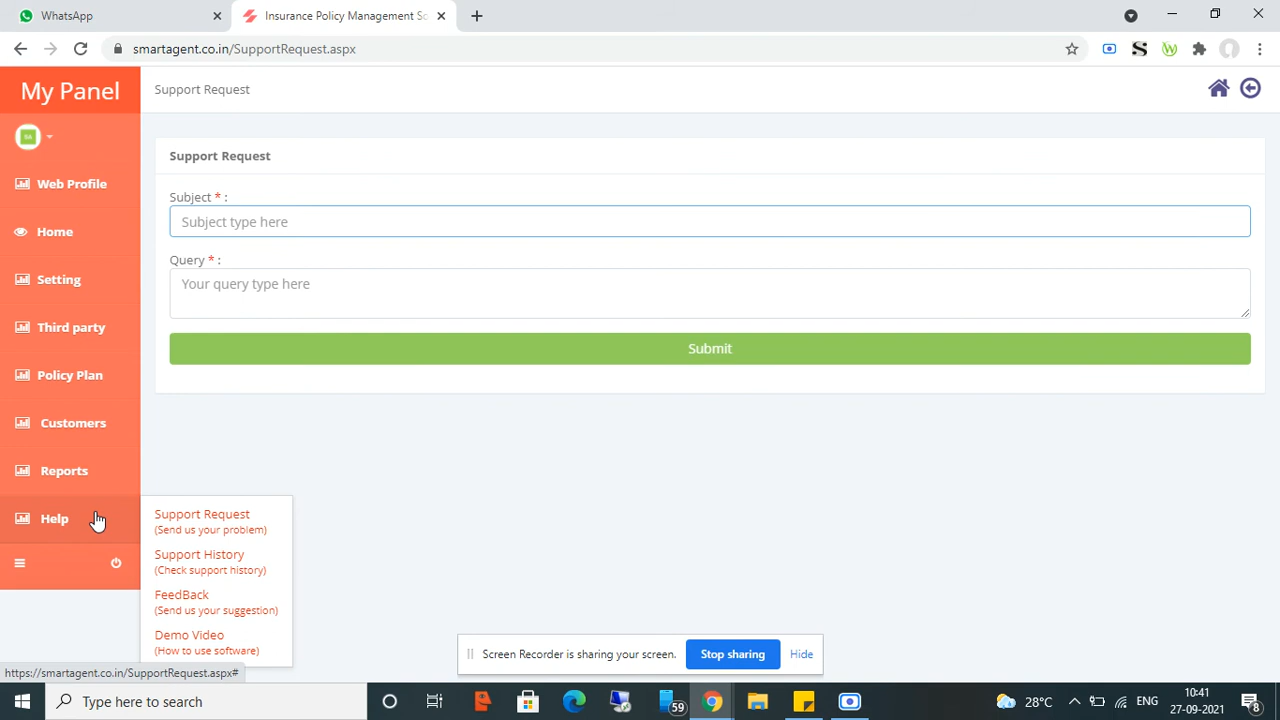 WhatsApp
Insurance Policy Management So
smartagent.co.in/SupportRequest.aspx
My Panel
Support Request
Web Profile
Home
Setting
Third party
Policy Plan
Customers
Reports
Help
Support Request
Subject * :
Subject type here
Query * :
Your query type here
Submit
Support Request
(Send us your problem)
Support History
(Check support history)
FeedBack
(Send us your suggestion)
Demo Video
(How to use software)
Screen Recorder is sharing your screen.
Stop sharing
Hide
https://smartagent.co.in/SupportRequest.aspx#
Type here to search
59
28°C
ENG
10:41
27-09-2021
8